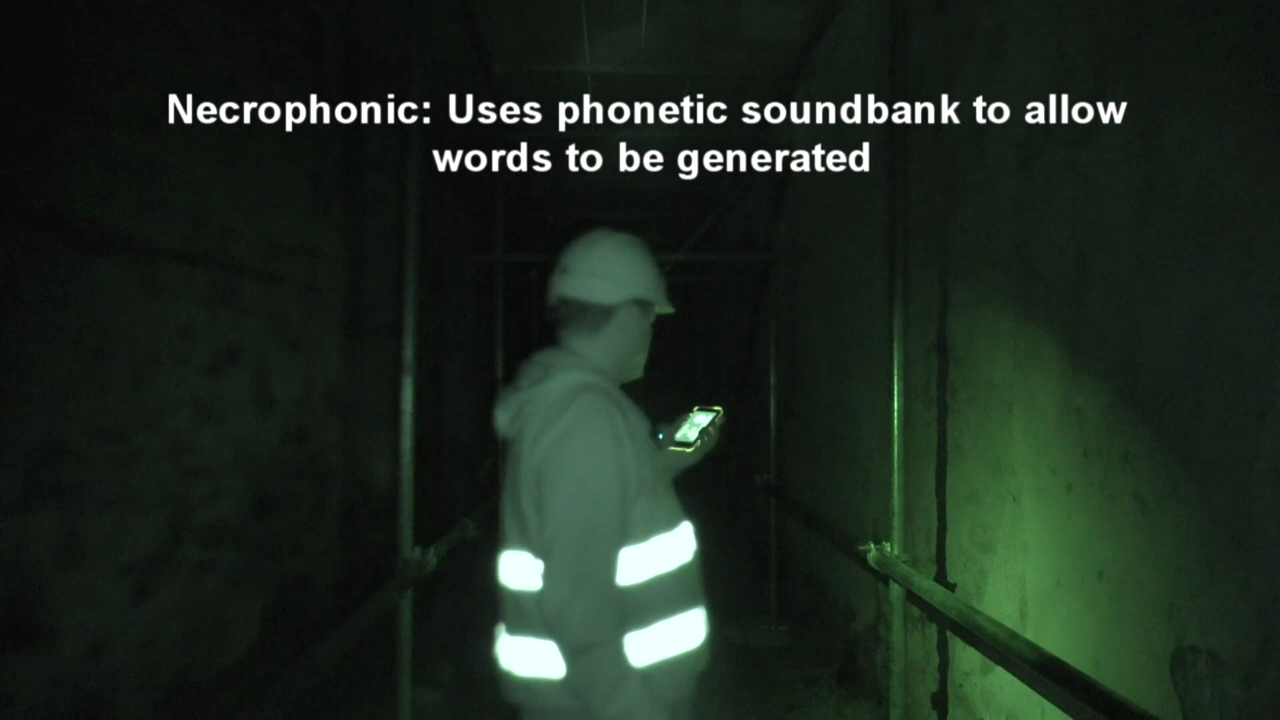 Necrophonic: Uses phonetic soundbank to allow
words to be generated